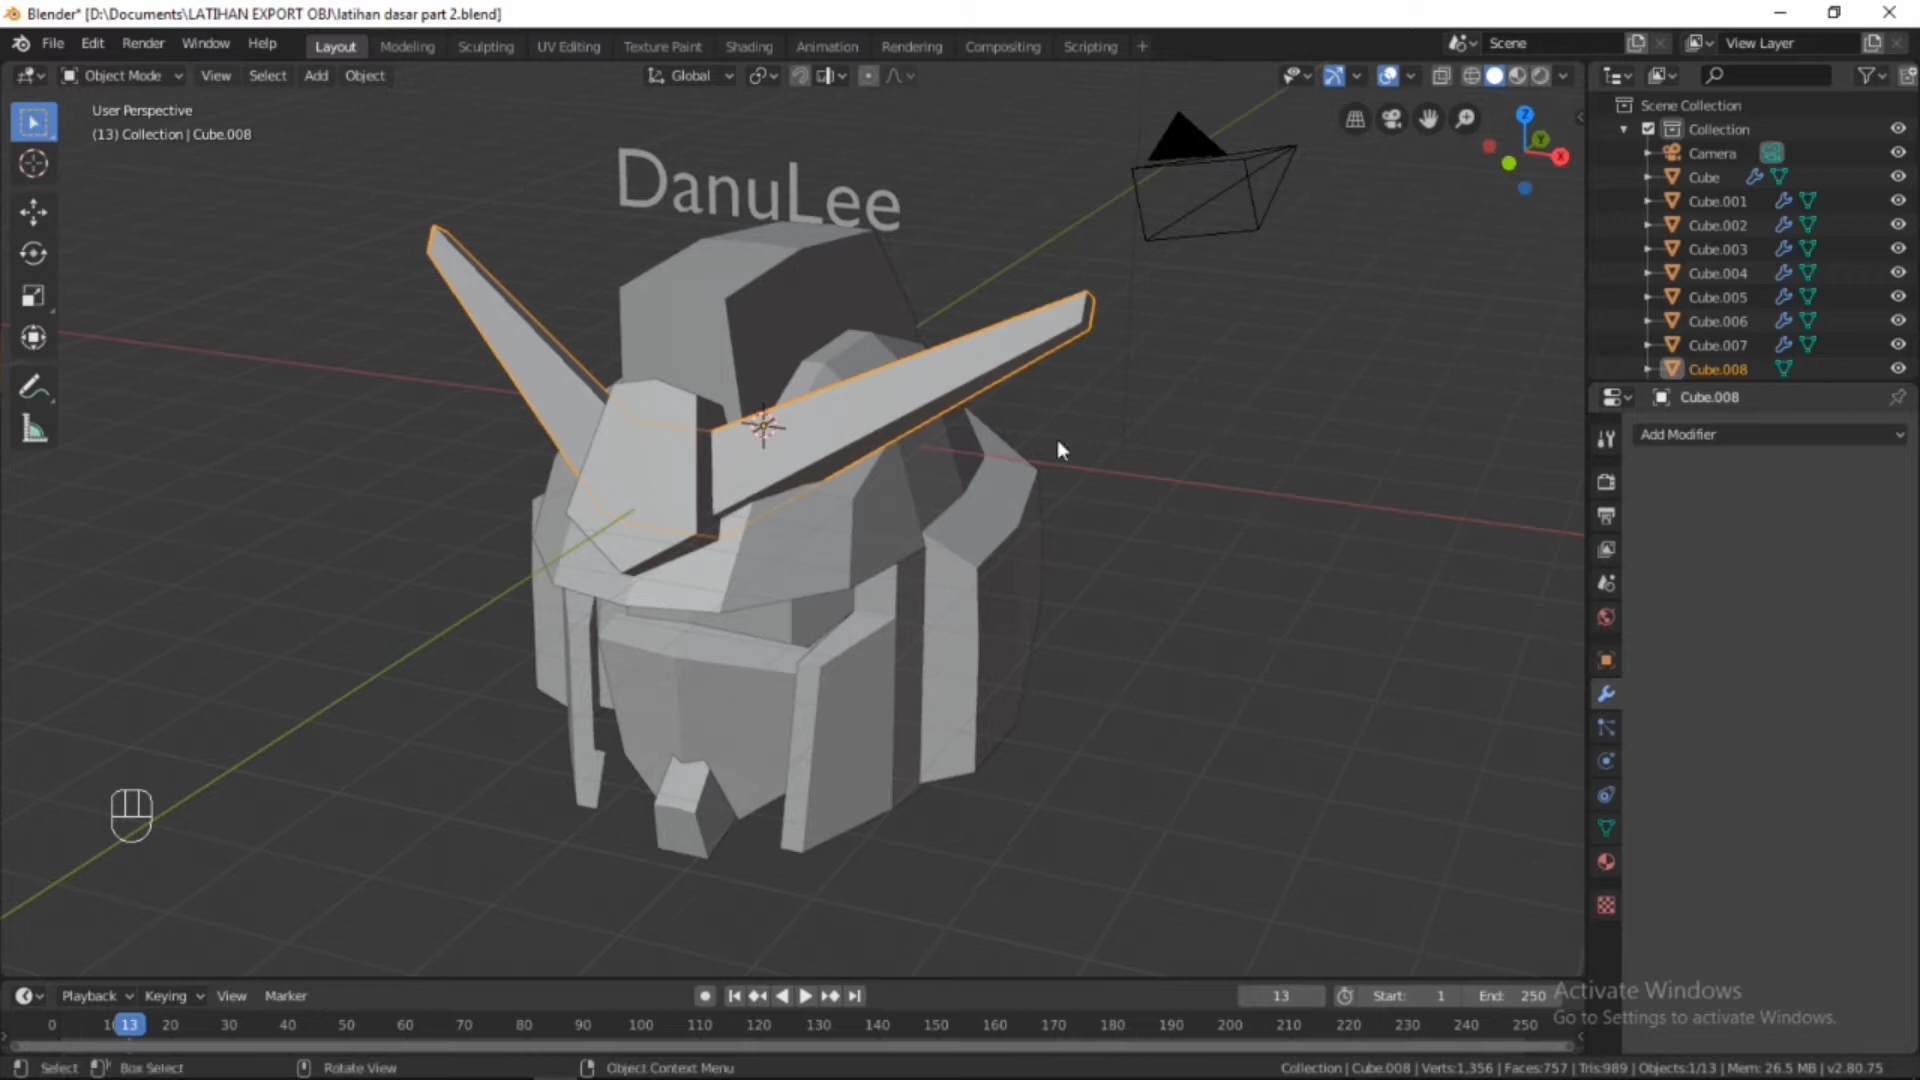 Blender* [D:\Documents\LATIHAN EXPORT OBJ\latihan dasar part 2.blend]
File Edit Render Window Help Layout Modeling Sculpting UV Editing Texture Paint Shading Animation Rendering Compositing Scripting + Scene View Layer
Object Mode View Select Add Object Global
User Perspective
(13) Collection | Cube.008
Z
Y
X
DanuLee
Scene Collection
Collection
Camera
Cube
Cube.001
Cube.002
Cube.003
Cube.004
Cube.005
Cube.006
Cube.007
Cube.008
Cube.008
Add Modifier
Activate Windows
Go to Settings to activate Windows.
Playback Keying View Marker 13 Start: 1 End: 250
0 13 20 30 40 50 60 70 80 90 100 110 120 130 140 150 160 170 180 190 200 210 220 230 240 250
Select Box Select Rotate View Object Context Menu Collection | Cube.008 | Verts:1,356 | Faces:757 | Tris:989 | Objects:1/13 | Mem: 26.5 MB | v2.80.75